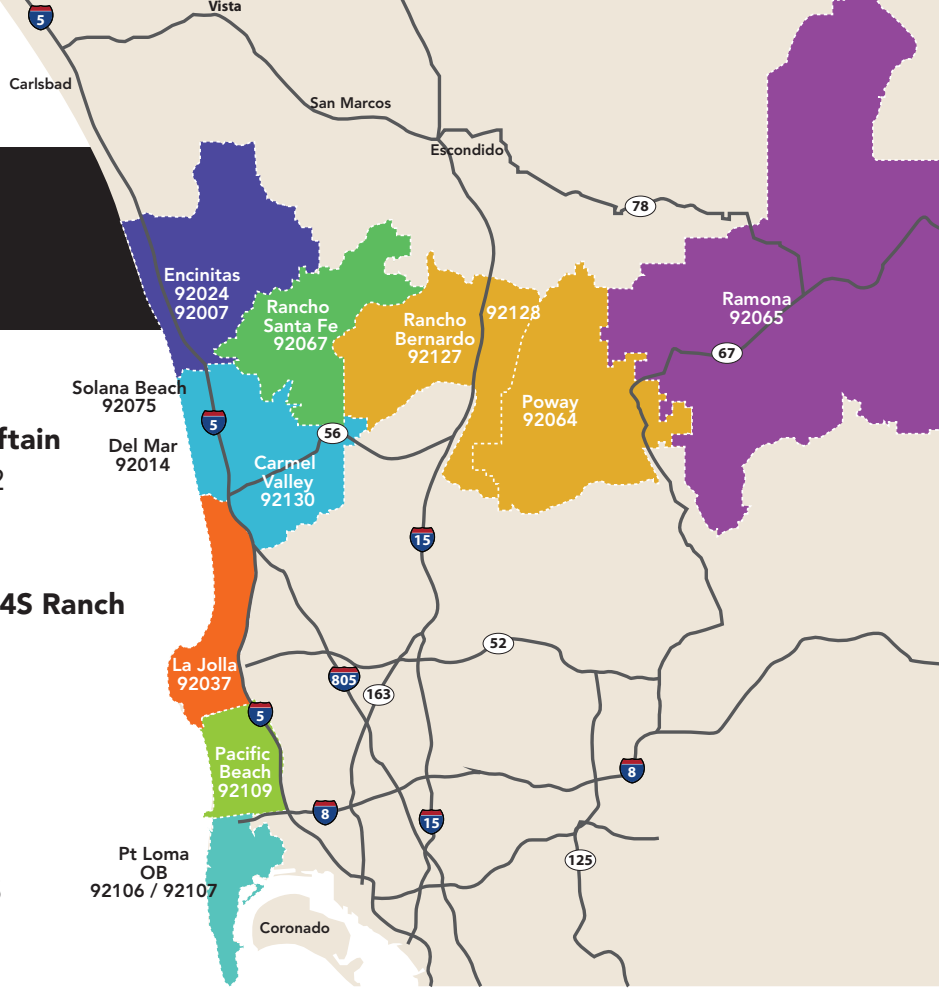 Vista
5
Carlsbad
San Marcos
Escondido
78
Encinitas
92024
92007
Rancho
Santa Fe
92067
Rancho
Bernardo
92127
92128
Ramona
92065
67
Solana Beach
92075
Poway
92064
5
56
ftain
Del Mar
92014
2
Carmel
Valley
92130
15
4S Ranch
52
La Jolla
92037
805
163
5
Pacific
Beach
92109
8
8
15
Pt Loma
OB
92106 / 92107
125
Coronado